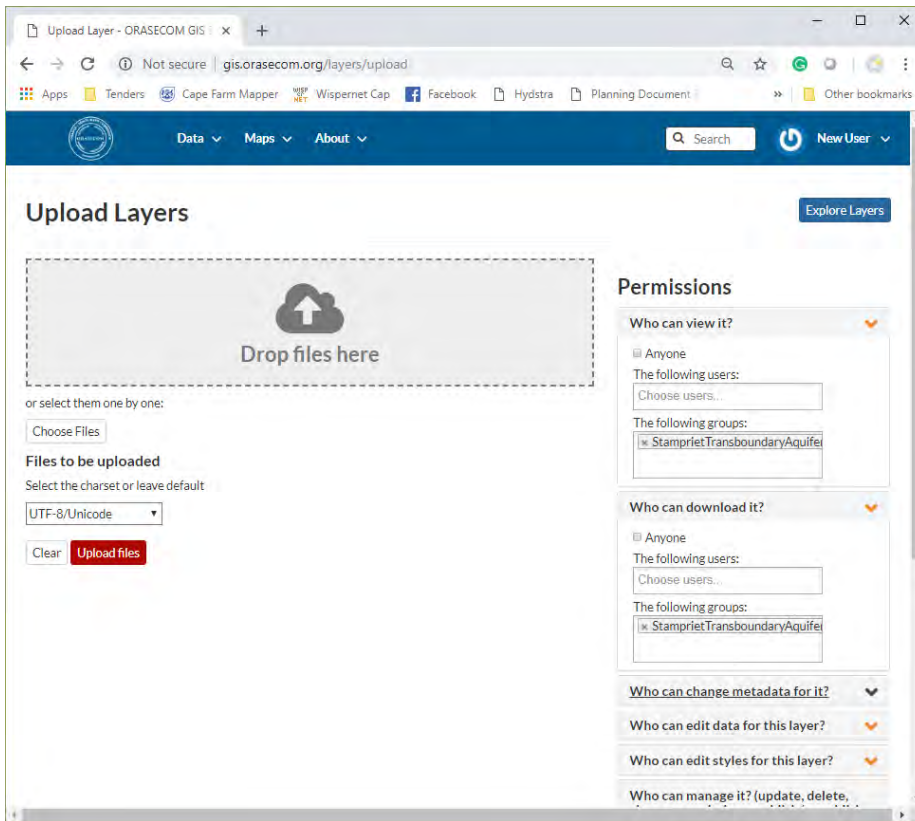 Upload Layer - ORASECOM GIS
Not secure gis.orasecom.org/layers/upload
Apps Tenders Cape Farm Mapper WISP NET Wispernet Cap Facebook Hydstra Planning Document » Other bookmarks
Data Maps About Search New User
Upload Layers
Explore Layers
Drop files here
or select them one by one:
Choose Files
Files to be uploaded
Select the charset or leave default
UTF-8/Unicode
Clear Upload files
Permissions
Who can view it?
Anyone
The following users:
Choose users...
The following groups:
× StamprietTransboundaryAquifer
Who can download it?
Anyone
The following users:
Choose users...
The following groups:
× StamprietTransboundaryAquifer
Who can change metadata for it?
Who can edit data for this layer?
Who can edit styles for this layer?
Who can manage it? (update, delete,